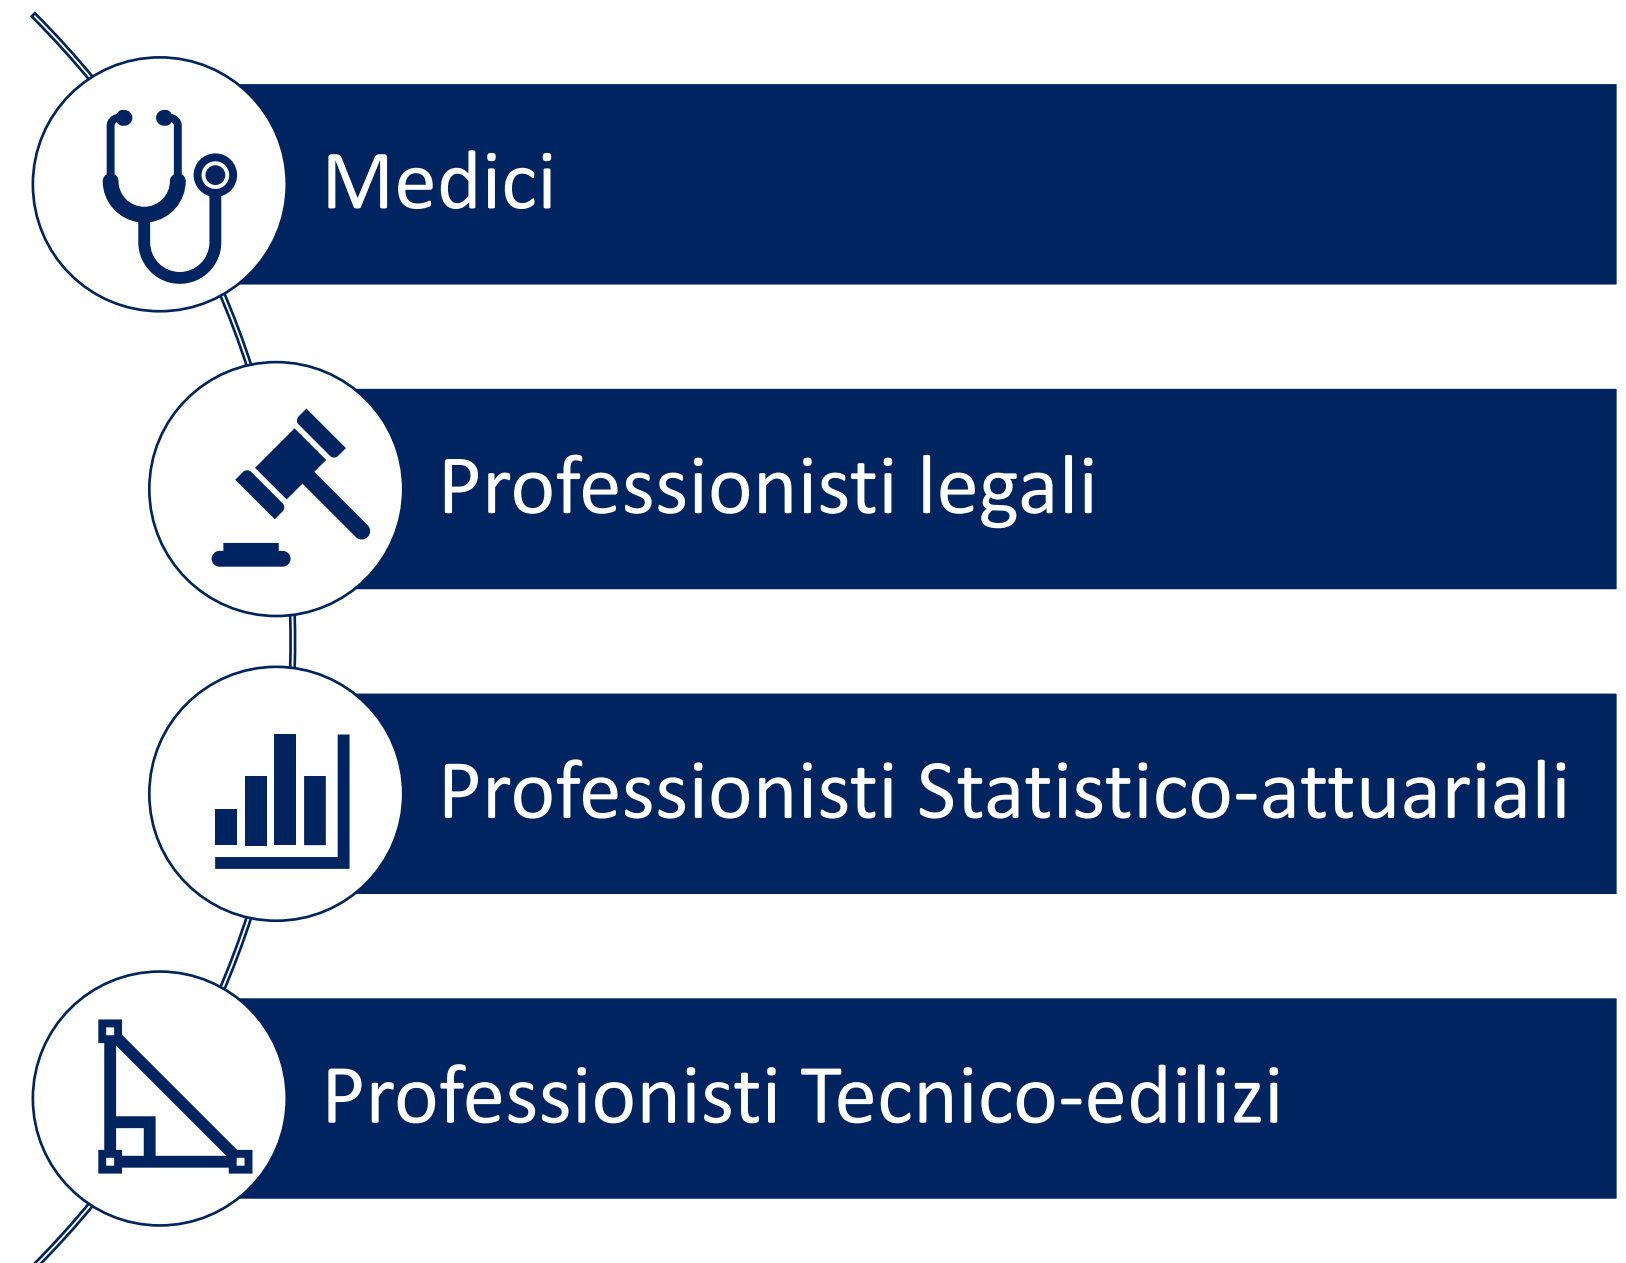 Medici
Professionisti legali
Professionisti Statistico-attuariali
Professionisti Tecnico-edilizi